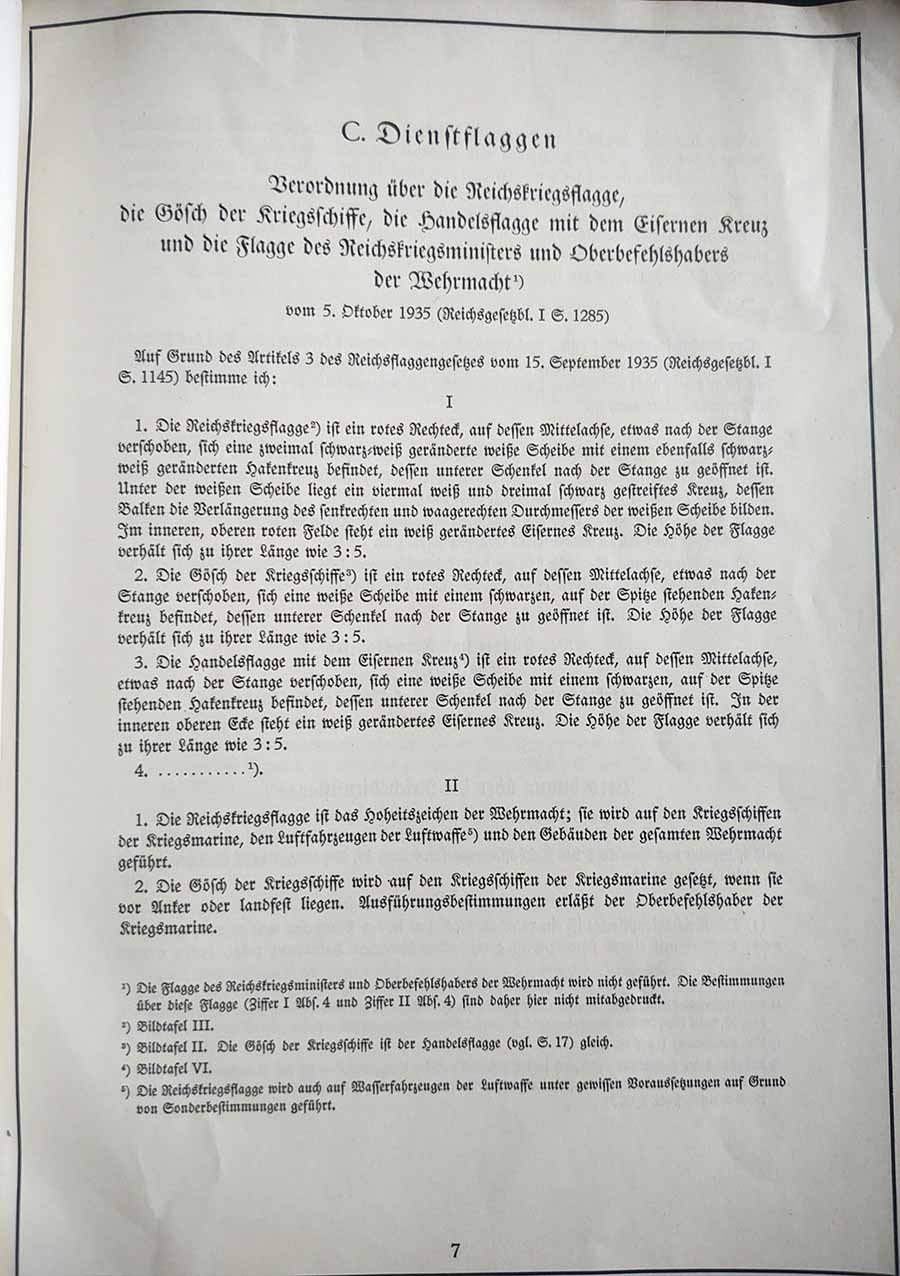 C. Dienſtflaggen
Verordnung über die Reichskriegsflagge,
die Göſch der Kriegsſchiffe, die Handelsflagge mit dem Eiſernen Kreuz
und die Flagge des Reichskriegsminiſters und Oberbefehlshabers
der Wehrmacht¹)
vom 5. Oktober 1935 (Reichsgeſetzbl. I S. 1285)
Auf Grund des Artikels 3 des Reichsflaggengeſetzes vom 15. September 1935 (Reichsgeſetzbl. I
S. 1145) beſtimme ich:
I
1. Die Reichskriegsflagge²) iſt ein rotes Rechteck, auf deſſen Mittelachſe, etwas nach der Stange
verſchoben, ſich eine zweimal ſchwarz-weiß geränderte weiße Scheibe mit einem ebenfalls ſchwarz-
weiß geränderten Hakenkreuz befindet, deſſen unterer Schenkel nach der Stange zu geöffnet iſt.
Unter der weißen Scheibe liegt ein viermal weiß und dreimal ſchwarz geſtreiftes Kreuz, deſſen
Balken die Verlängerung des ſenkrechten und waagerechten Durchmeſſers der weißen Scheibe bilden.
Im inneren, oberen roten Felde ſteht ein weiß gerändertes Eiſernes Kreuz. Die Höhe der Flagge
verhält ſich zu ihrer Länge wie 3 : 5.
2. Die Göſch der Kriegsſchiffe³) iſt ein rotes Rechteck, auf deſſen Mittelachſe, etwas nach der
Stange verſchoben, ſich eine weiße Scheibe mit einem ſchwarzen, auf der Spitze ſtehenden Haken-
kreuz befindet, deſſen unterer Schenkel nach der Stange zu geöffnet iſt. Die Höhe der Flagge
verhält ſich zu ihrer Länge wie 3 : 5.
3. Die Handelsflagge mit dem Eiſernen Kreuz⁴) iſt ein rotes Rechteck, auf deſſen Mittelachſe,
etwas nach der Stange verſchoben, ſich eine weiße Scheibe mit einem ſchwarzen, auf der Spitze
ſtehenden Hakenkreuz befindet, deſſen unterer Schenkel nach der Stange zu geöffnet iſt. In der
inneren oberen Ecke ſteht ein weiß gerändertes Eiſernes Kreuz. Die Höhe der Flagge verhält ſich
zu ihrer Länge wie 3 : 5.
4. ...........¹).
II
1. Die Reichskriegsflagge iſt das Hoheitszeichen der Wehrmacht; ſie wird auf den Kriegsſchiffen
der Kriegsmarine, den Luftfahrzeugen der Luftwaffe⁵) und den Gebäuden der geſamten Wehrmacht
geführt.
2. Die Göſch der Kriegsſchiffe wird auf den Kriegsſchiffen der Kriegsmarine geſetzt, wenn ſie
vor Anker oder landfeſt liegen. Ausführungsbeſtimmungen erläßt der Oberbefehlshaber der
Kriegsmarine.
¹) Die Flagge des Reichskriegsminiſters und Oberbefehlshabers der Wehrmacht wird nicht geführt. Die Beſtimmungen
über dieſe Flagge (Ziffer I Abſ. 4 und Ziffer II Abſ. 4) ſind daher hier nicht mitabgedruckt.
²) Bildtafel III.
³) Bildtafel II. Die Göſch der Kriegsſchiffe iſt der Handelsflagge (vgl. S. 17) gleich.
⁴) Bildtafel VI.
⁵) Die Reichskriegsflagge wird auch auf Waſſerfahrzeugen der Luftwaffe unter gewiſſen Vorausſetzungen auf Grund
von Sonderbeſtimmungen geführt.
7